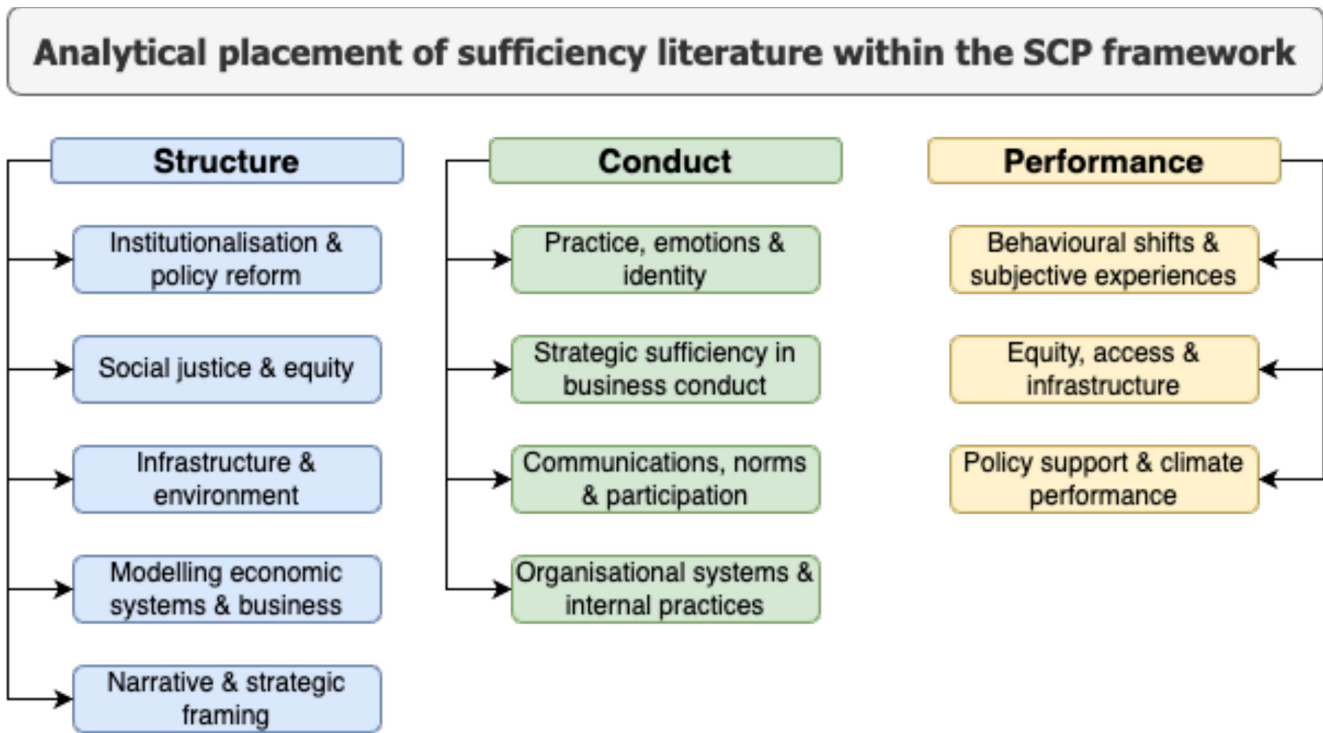 Analytical placement of sufficiency literature within the SCP framework
Structure
Institutionalisation &
policy reform
Social justice & equity
Infrastructure &
environment
Modelling economic
systems & business
Narrative & strategic
framing
Conduct
Practice, emotions &
identity
Strategic sufficiency in
business conduct
Communications, norms
& participation
Organisational systems &
internal practices
Performance
Behavioural shifts &
subjective experiences
Equity, access &
infrastructure
Policy support & climate
performance